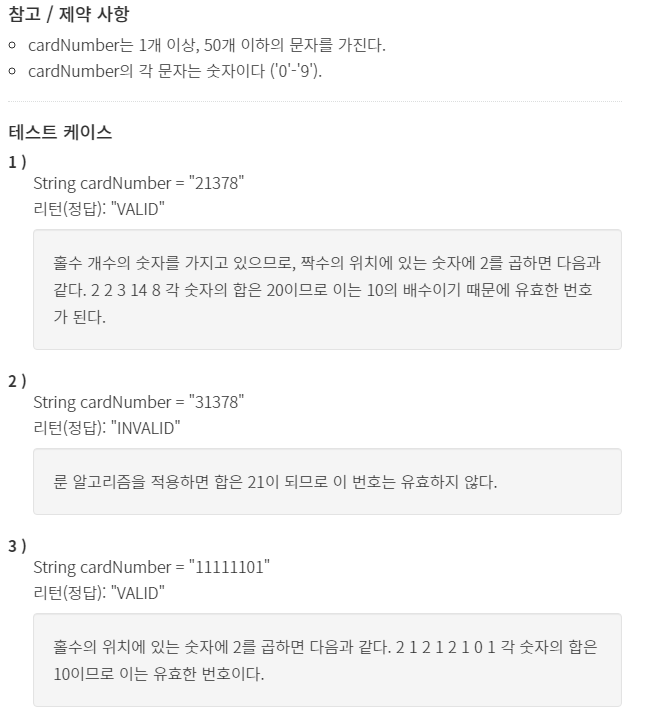 참고 / 제약 사항
cardNumber는 1개 이상, 50개 이하의 문자를 가진다.
cardNumber의 각 문자는 숫자이다 ('0'-'9').
테스트 케이스
1 )
String cardNumber = "21378"
리턴(정답): "VALID"
홀수 개수의 숫자를 가지고 있으므로, 짝수의 위치에 있는 숫자에 2를 곱하면 다음과
같다. 2 2 3 14 8 각 숫자의 합은 20이므로 이는 10의 배수이기 때문에 유효한 번호
가 된다.
2 )
String cardNumber = "31378"
리턴(정답): "INVALID"
룬 알고리즘을 적용하면 합은 21이 되므로 이 번호는 유효하지 않다.
3 )
String cardNumber = "11111101"
리턴(정답): "VALID"
홀수의 위치에 있는 숫자에 2를 곱하면 다음과 같다. 2 1 2 1 2 1 0 1 각 숫자의 합은
10이므로 이는 유효한 번호이다.